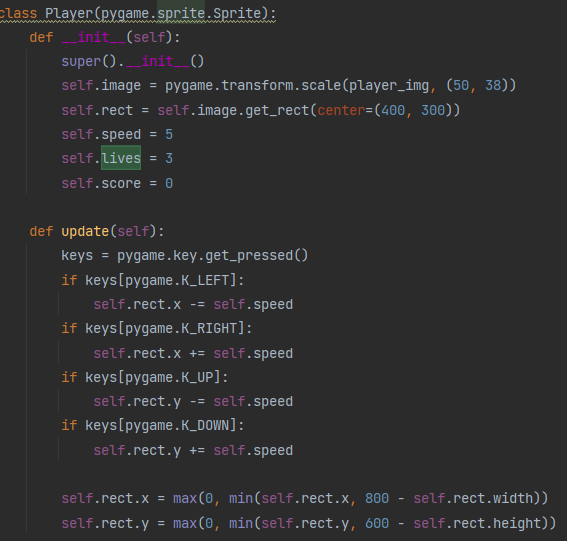 class Player(pygame.sprite.Sprite):
    def __init__(self):
        super().__init__()
        self.image = pygame.transform.scale(player_img, (50, 38))
        self.rect = self.image.get_rect(center=(400, 300))
        self.speed = 5
        self.lives = 3
        self.score = 0

    def update(self):
        keys = pygame.key.get_pressed()
        if keys[pygame.K_LEFT]:
            self.rect.x -= self.speed
        if keys[pygame.K_RIGHT]:
            self.rect.x += self.speed
        if keys[pygame.K_UP]:
            self.rect.y -= self.speed
        if keys[pygame.K_DOWN]:
            self.rect.y += self.speed

        self.rect.x = max(0, min(self.rect.x, 800 - self.rect.width))
        self.rect.y = max(0, min(self.rect.y, 600 - self.rect.height))